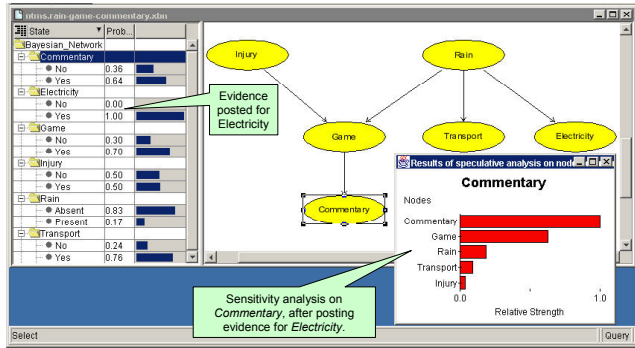 ntms.rain-game-commentary.xbn
State Prob...
Bayesian_Network
Commentary
No 0.36
Yes 0.64
Electricity
No 0.00
Yes 1.00
Game
No 0.30
Yes 0.70
Injury
No 0.50
Yes 0.50
Rain
Absent 0.83
Present 0.17
Transport
No 0.24
Yes 0.76
Evidence
posted for
Electricity
Injury
Rain
Game
Transport
Electricity
Commentary
Results of speculative analysis on node
Commentary
Nodes
Commentary
Game
Rain
Transport
Injury
0.0 1.0
Relative Strength
Sensitivity analysis on
Commentary, after posting
evidence for Electricity.
Select
Query